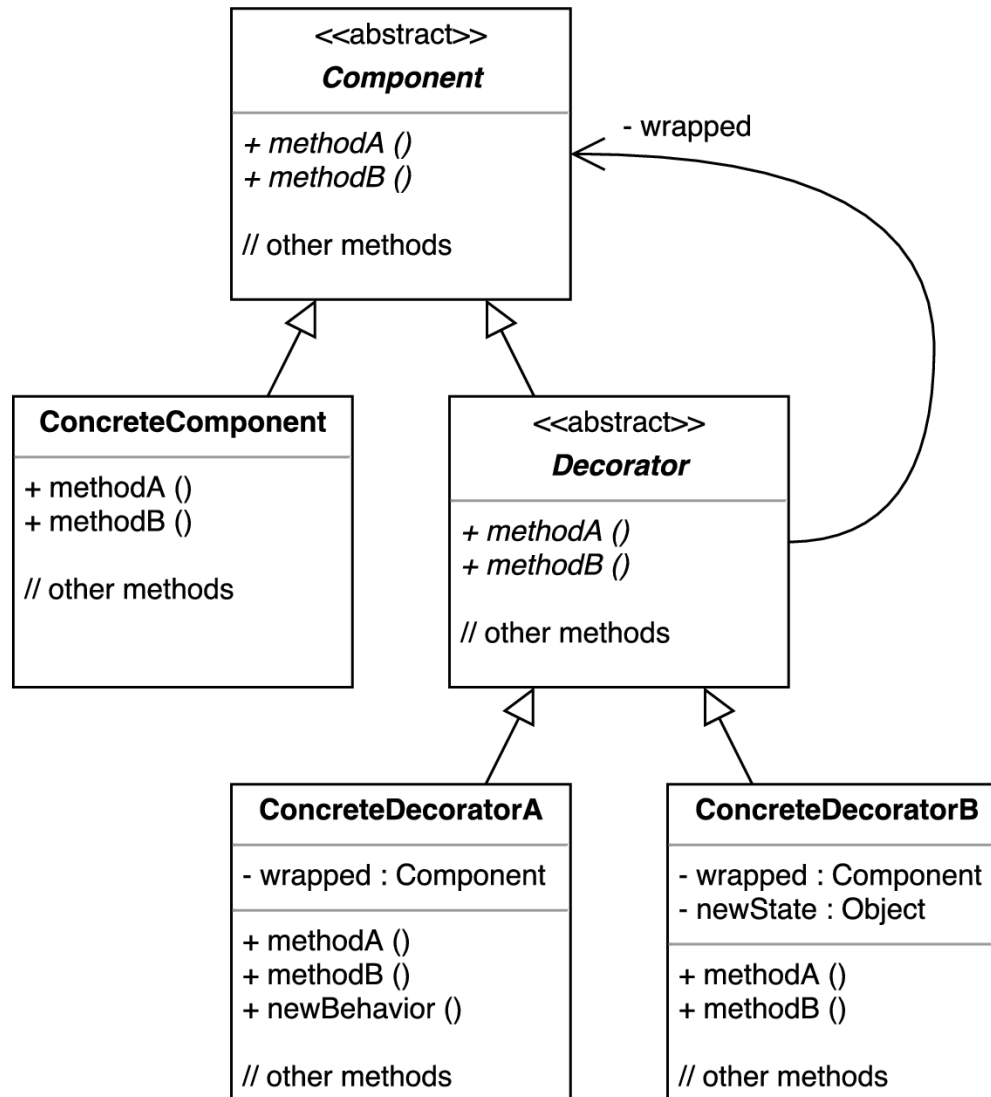 <<abstract>>
Component
+ methodA ()
+ methodB ()
// other methods
- wrapped
ConcreteComponent
+ methodA ()
+ methodB ()
// other methods
<<abstract>>
Decorator
+ methodA ()
+ methodB ()
// other methods
ConcreteDecoratorA
- wrapped : Component
+ methodA ()
+ methodB ()
+ newBehavior ()
// other methods
ConcreteDecoratorB
- wrapped : Component
- newState : Object
+ methodA ()
+ methodB ()
// other methods